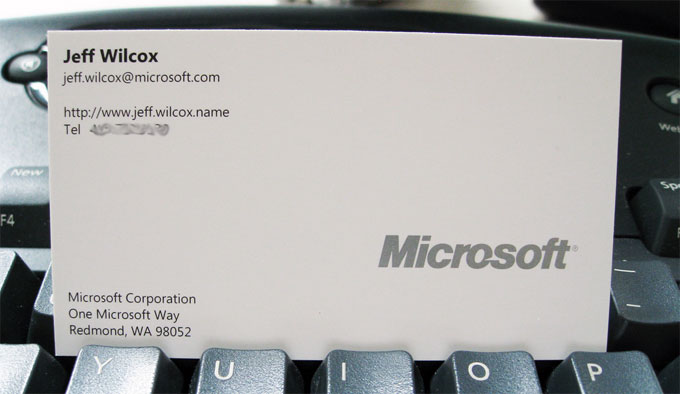 Jeff Wilcox
jeff.wilcox@microsoft.com
http://www.jeff.wilcox.name
Tel
Microsoft®
Microsoft Corporation
One Microsoft Way
Redmond, WA 98052
New
F4
Y U I O P